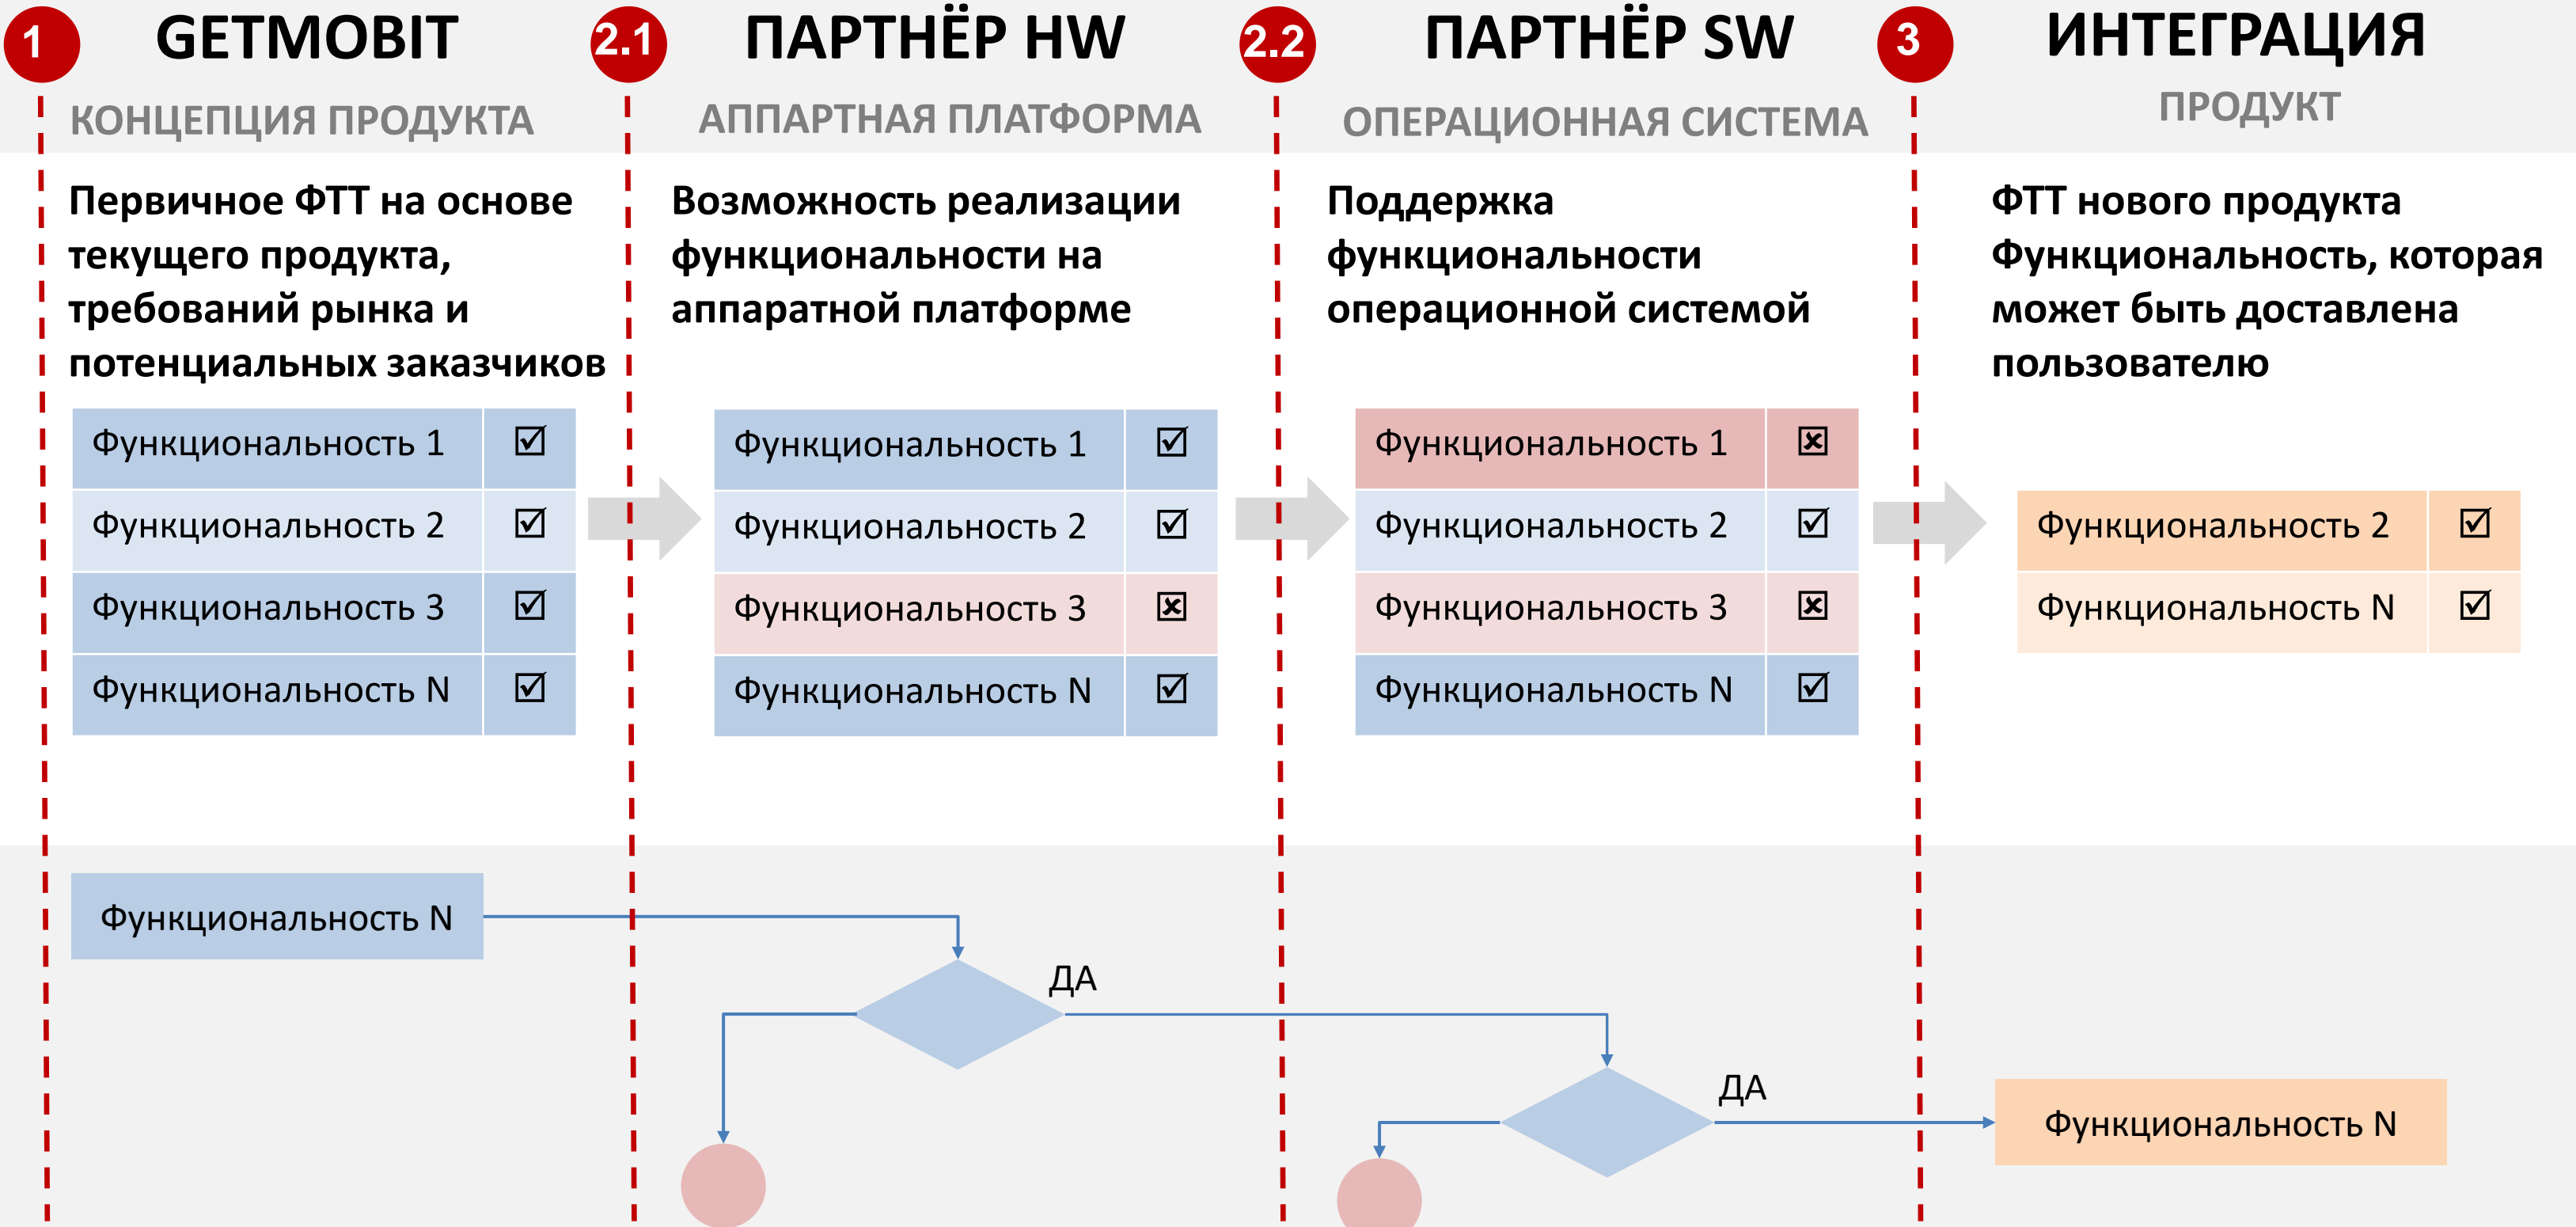 1
GETMOBIT
КОНЦЕПЦИЯ ПРОДУКТА
Первичное ФТТ на основе
текущего продукта,
требований рынка и
потенциальных заказчиков
Функциональность 1 ☑
Функциональность 2 ☑
Функциональность 3 ☑
Функциональность N ☑
2.1
ПАРТНЁР HW
АППАРТНАЯ ПЛАТФОРМА
Возможность реализации
функциональности на
аппаратной платформе
Функциональность 1 ☑
Функциональность 2 ☑
Функциональность 3 ☒
Функциональность N ☑
2.2
ПАРТНЁР SW
ОПЕРАЦИОННАЯ СИСТЕМА
Поддержка
функциональности
операционной системой
Функциональность 1 ☒
Функциональность 2 ☑
Функциональность 3 ☒
Функциональность N ☑
3
ИНТЕГРАЦИЯ
ПРОДУКТ
ФТТ нового продукта
Функциональность, которая
может быть доставлена
пользователю
Функциональность 2 ☑
Функциональность N ☑
Функциональность N
ДА
ДА
Функциональность N